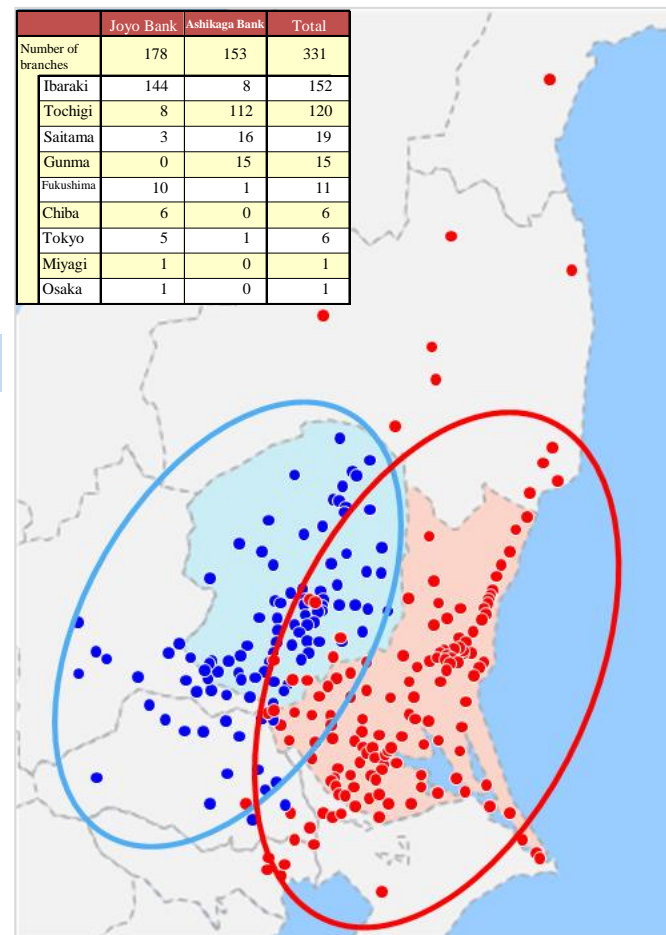 Joyo Bank Ashikaga Bank Total
Number of branches 178 153 331
Ibaraki 144 8 152
Tochigi 8 112 120
Saitama 3 16 19
Gunma 0 15 15
Fukushima 10 1 11
Chiba 6 0 6
Tokyo 5 1 6
Miyagi 1 0 1
Osaka 1 0 1